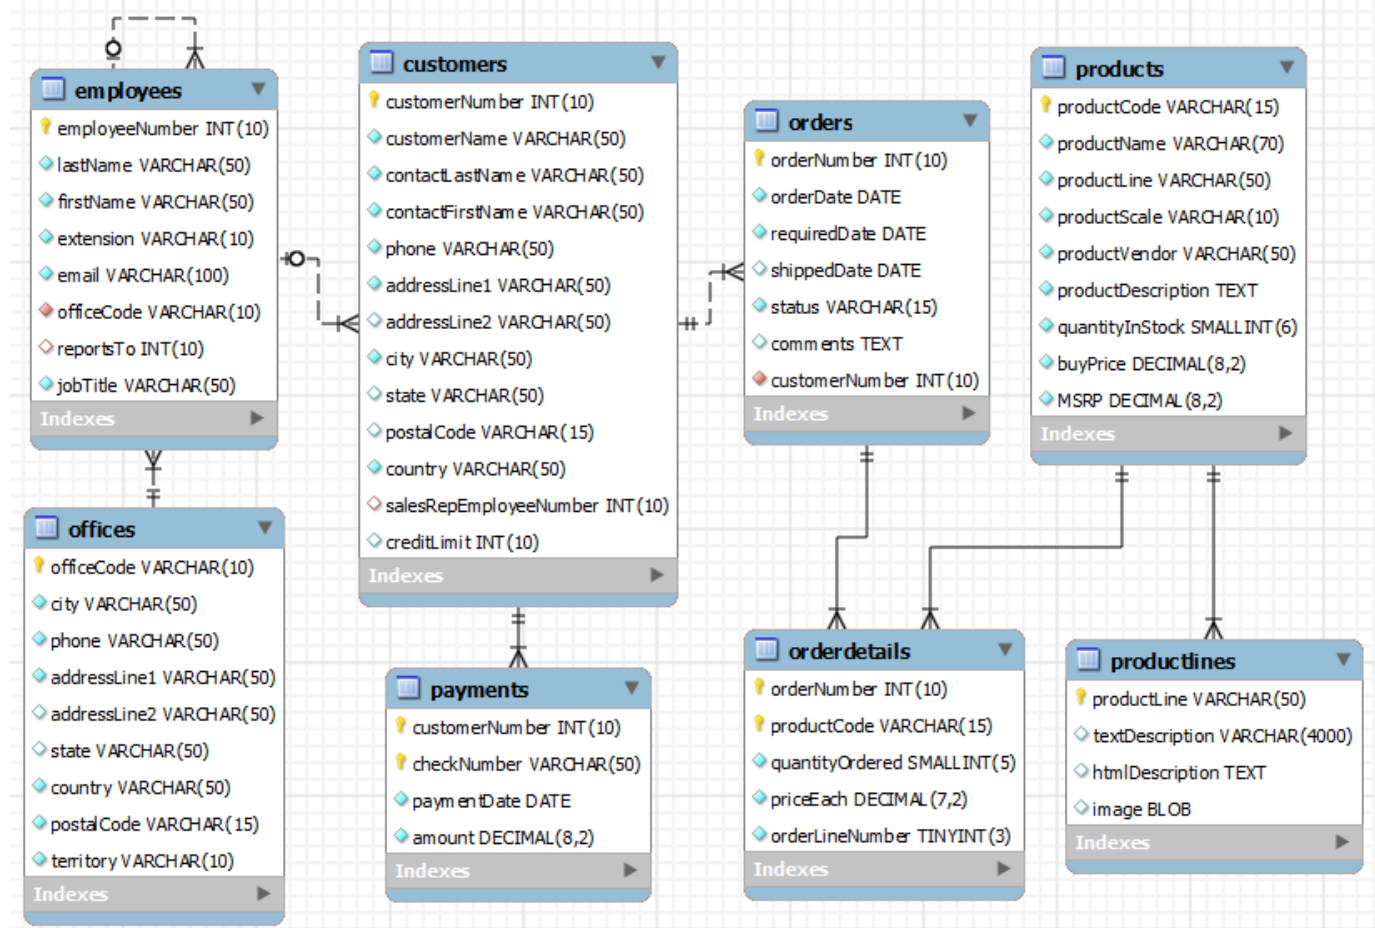 employees
employeeNumber INT(10)
lastName VARCHAR(50)
firstName VARCHAR(50)
extension VARCHAR(10)
email VARCHAR(100)
officeCode VARCHAR(10)
reportsTo INT(10)
jobTitle VARCHAR(50)
Indexes
offices
officeCode VARCHAR(10)
city VARCHAR(50)
phone VARCHAR(50)
addressLine1 VARCHAR(50)
addressLine2 VARCHAR(50)
state VARCHAR(50)
country VARCHAR(50)
postalCode VARCHAR(15)
territory VARCHAR(10)
Indexes
customers
customerNumber INT(10)
customerName VARCHAR(50)
contactLastName VARCHAR(50)
contactFirstName VARCHAR(50)
phone VARCHAR(50)
addressLine1 VARCHAR(50)
addressLine2 VARCHAR(50)
city VARCHAR(50)
state VARCHAR(50)
postalCode VARCHAR(15)
country VARCHAR(50)
salesRepEmployeeNumber INT(10)
creditLimit INT(10)
Indexes
payments
customerNumber INT(10)
checkNumber VARCHAR(50)
paymentDate DATE
amount DECIMAL(8,2)
Indexes
orders
orderNumber INT(10)
orderDate DATE
requiredDate DATE
shippedDate DATE
status VARCHAR(15)
comments TEXT
customerNumber INT(10)
Indexes
orderdetails
orderNumber INT(10)
productCode VARCHAR(15)
quantityOrdered SMALLINT(5)
priceEach DECIMAL(7,2)
orderLineNumber TINYINT(3)
Indexes
products
productCode VARCHAR(15)
productName VARCHAR(70)
productLine VARCHAR(50)
productScale VARCHAR(10)
productVendor VARCHAR(50)
productDescription TEXT
quantityInStock SMALLINT(6)
buyPrice DECIMAL(8,2)
MSRP DECIMAL(8,2)
Indexes
productlines
productLine VARCHAR(50)
textDescription VARCHAR(4000)
htmlDescription TEXT
image BLOB
Indexes